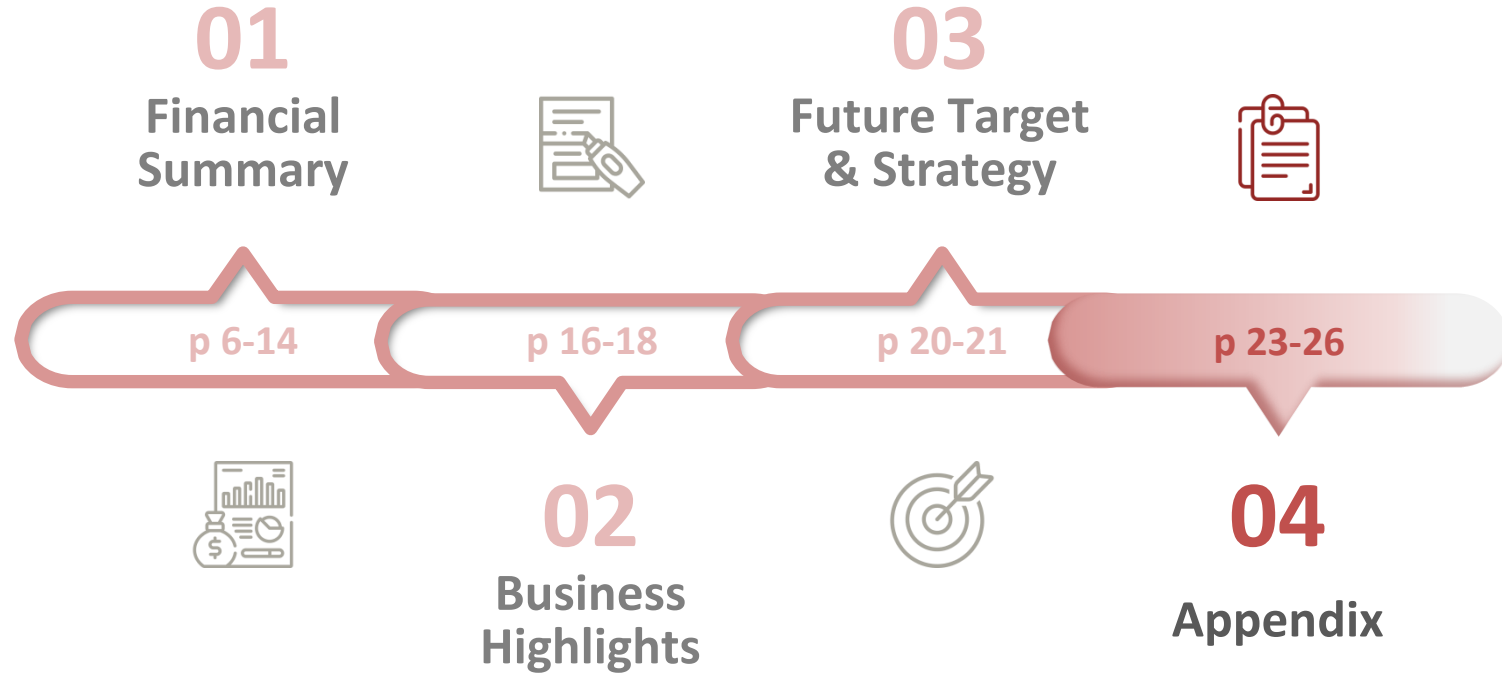 01
Financial
Summary
p 6-14
02
Business
Highlights
p 16-18
03
Future Target
& Strategy
p 20-21
04
Appendix
p 23-26
$